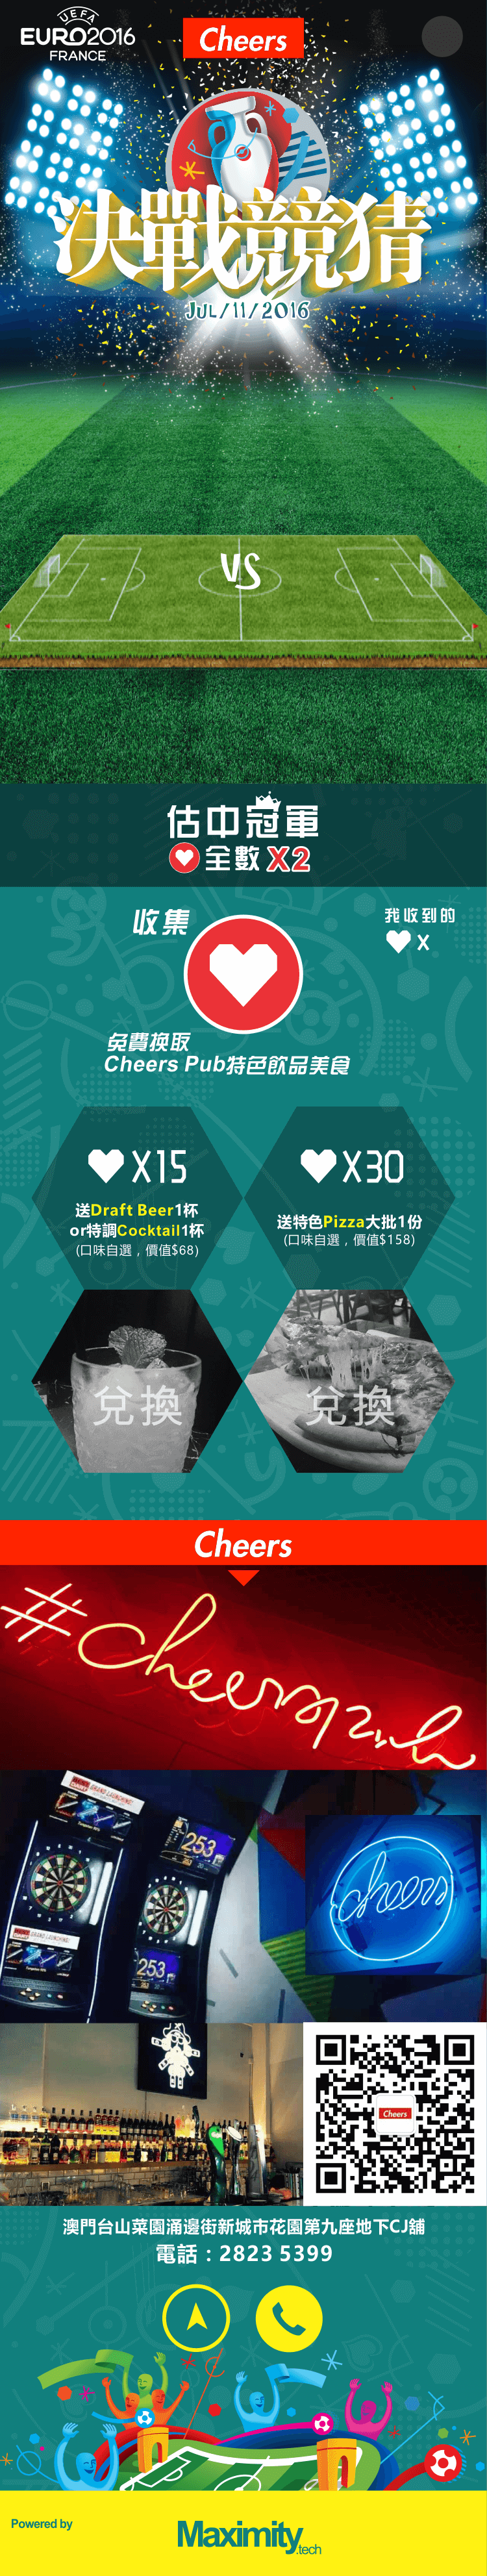 UEFA
EURO2016
FRANCE
Cheers
決戰競猜
JUL/11/2016
VS
估中冠軍
全數 X2
收集
我收到的
X
免費換取
Cheers Pub特色飲品美食
X15
X30
送Draft Beer1杯
or特調Cocktail1杯
(口味自選，價值$68)
送特色Pizza大批1份
(口味自選，價值$158)
兌換
兌換
Cheers
#cheerspub
GRAND LAUNCHING!
253
253
cheers
Cheers
澳門台山菜園涌邊街新城市花園第九座地下CJ舖
電話：2823 5399
Powered by
Maximity.tech